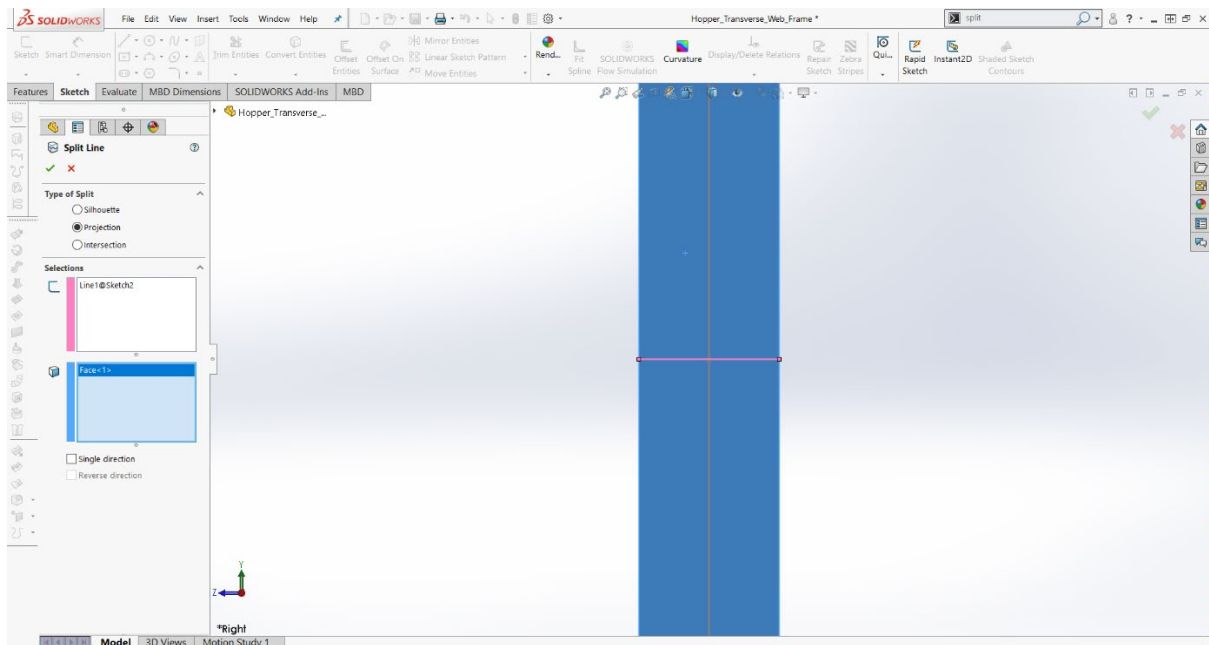 SOLIDWORKS File Edit View Insert Tools Window Help Hopper_Transverse_Web_Frame * split ?
Sketch Smart Dimension Trim Entities Convert Entities Offset Entities Offset On Surface Mirror Entities Linear Sketch Pattern Move Entities Rend... Fit Spline SOLIDWORKS Flow Simulation Curvature Display/Delete Relations Repair Sketch Zebra Stripes Qui... Rapid Sketch Instant2D Shaded Sketch Contours
Features Sketch Evaluate MBD Dimensions SOLIDWORKS Add-Ins MBD
Hopper_Transverse_...
Split Line
Type of Split
Silhouette
Projection
Intersection
Selections
Line1@Sketch2
Face<1>
Single direction
Reverse direction
Y
Z
*Right
Model 3D Views Motion Study 1